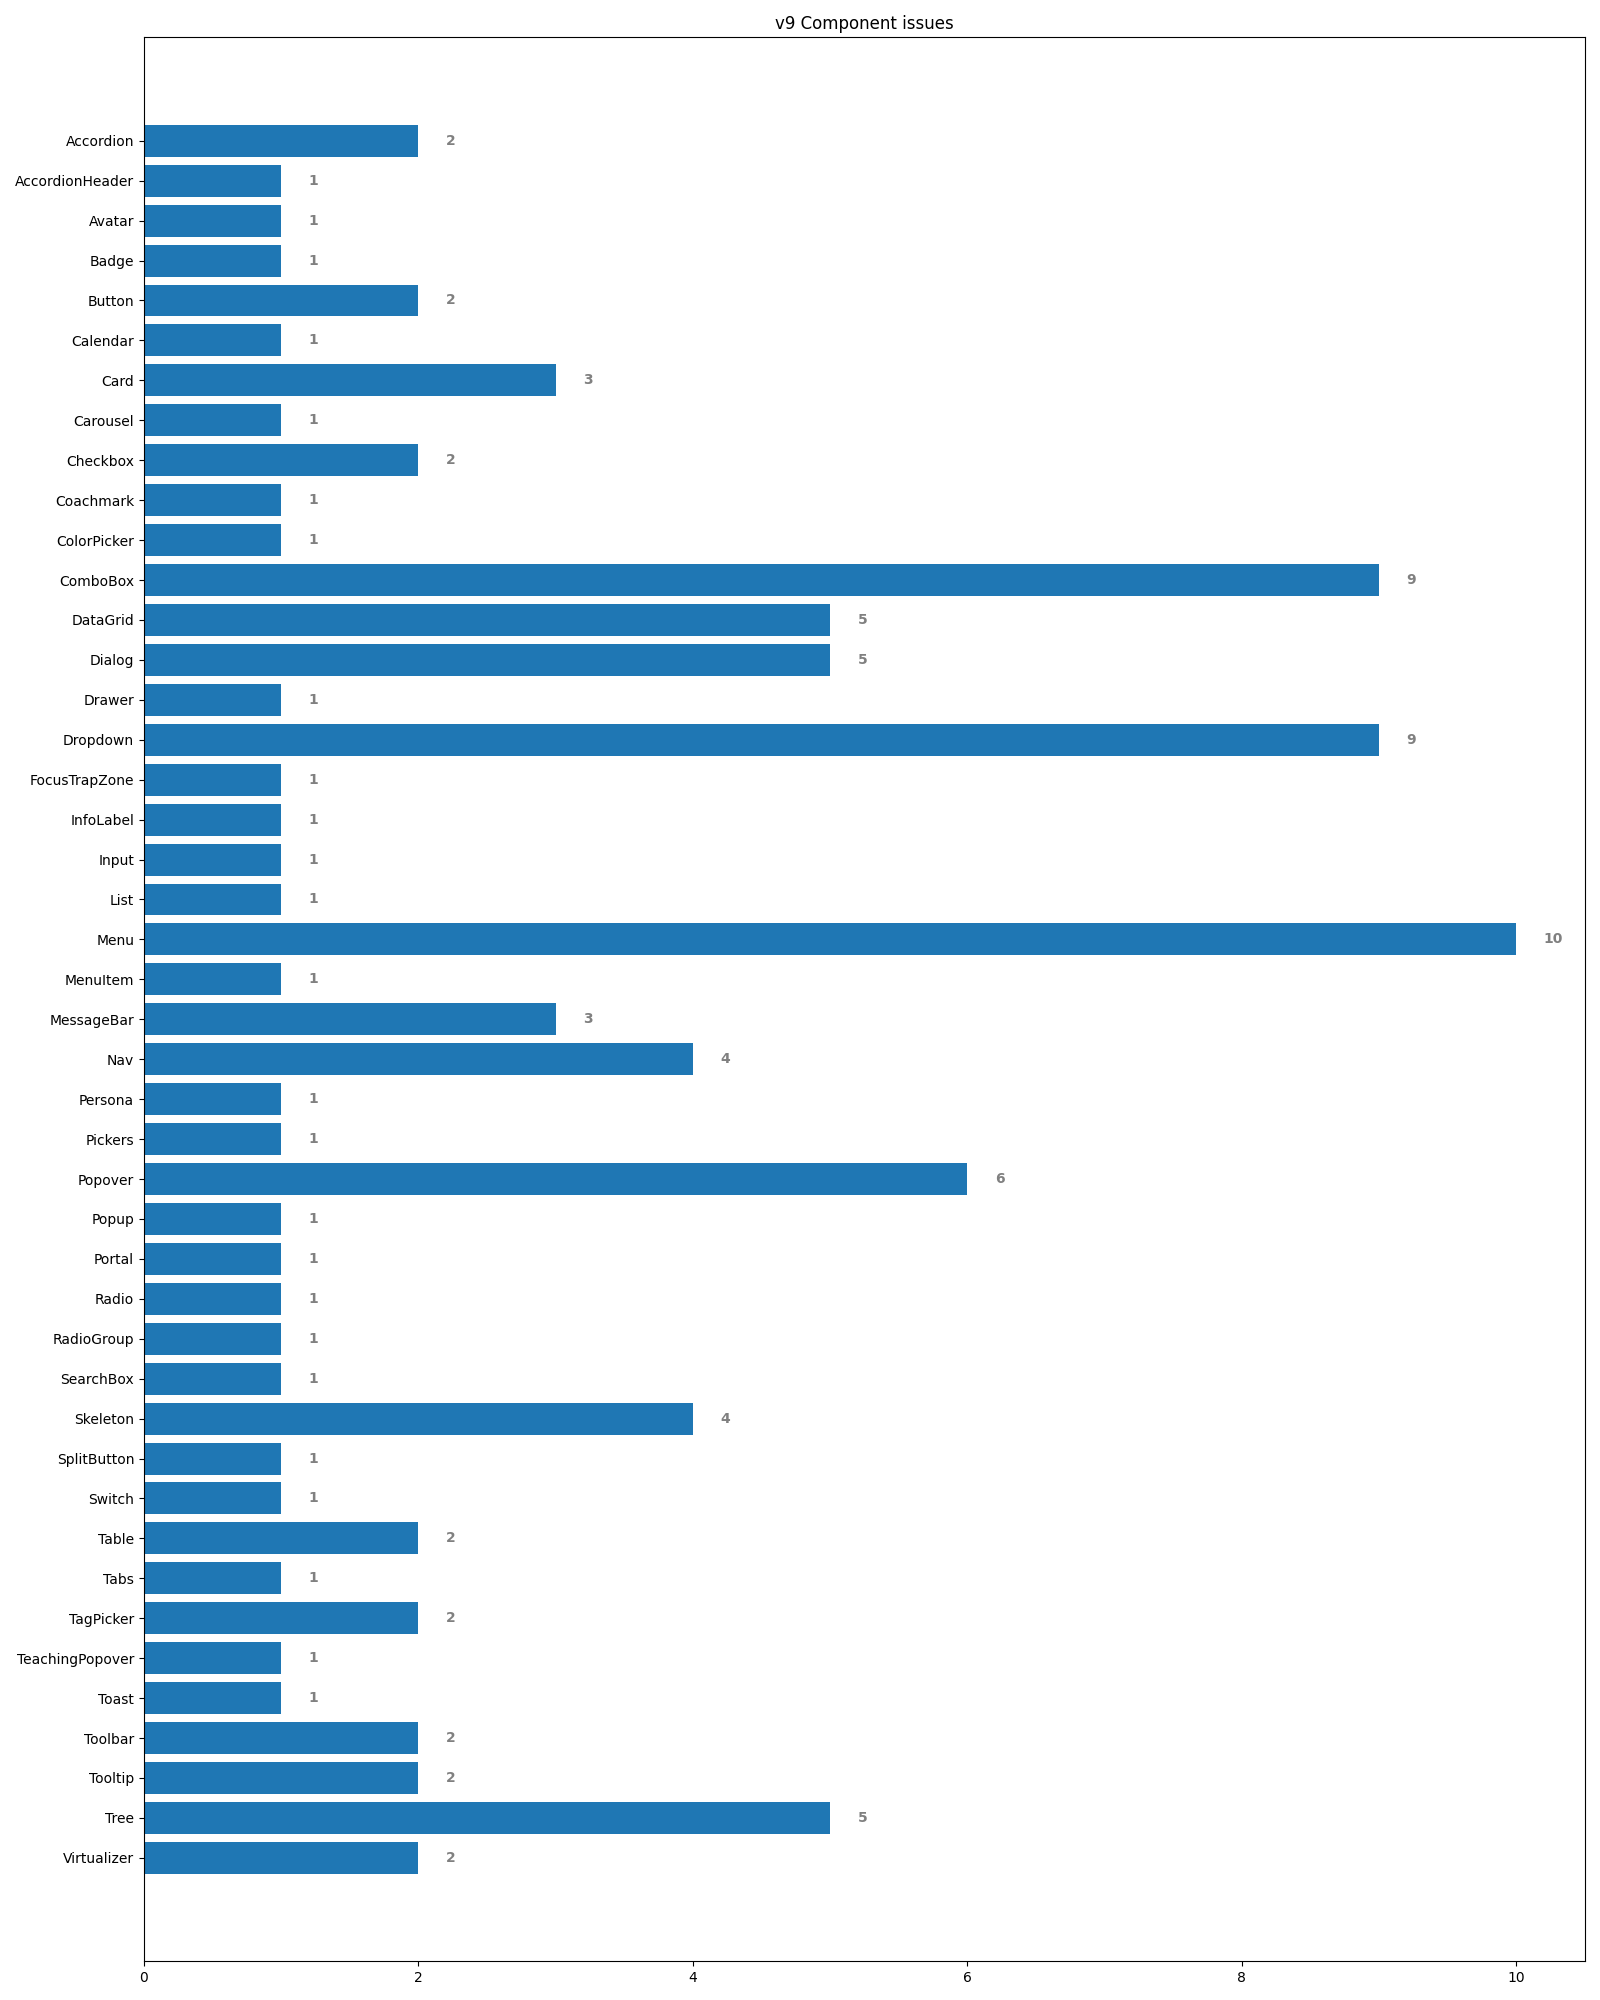 v9 Component issues
Accordion 2
AccordionHeader 1
Avatar 1
Badge 1
Button 2
Calendar 1
Card 3
Carousel 1
Checkbox 2
Coachmark 1
ColorPicker 1
ComboBox 9
DataGrid 5
Dialog 5
Drawer 1
Dropdown 9
FocusTrapZone 1
InfoLabel 1
Input 1
List 1
Menu 10
MenuItem 1
MessageBar 3
Nav 4
Persona 1
Pickers 1
Popover 6
Popup 1
Portal 1
Radio 1
RadioGroup 1
SearchBox 1
Skeleton 4
SplitButton 1
Switch 1
Table 2
Tabs 1
TagPicker 2
TeachingPopover 1
Toast 1
Toolbar 2
Tooltip 2
Tree 5
Virtualizer 2
0 2 4 6 8 10